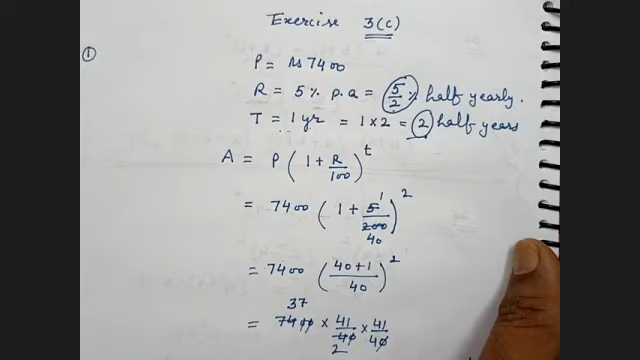 Exercise 3(c)
① P = Rs 7400
R = 5% p.a = 5/2 % half yearly.
T = 1 yr = 1 × 2 = 2 half years
A = P ( 1 + R/100 )^t
= 7400 ( 1 + 5/200 )^2 1 40
= 7400 ( 40+1 / 40 )^2
37
= 7400 × 41/40 × 41/40
2